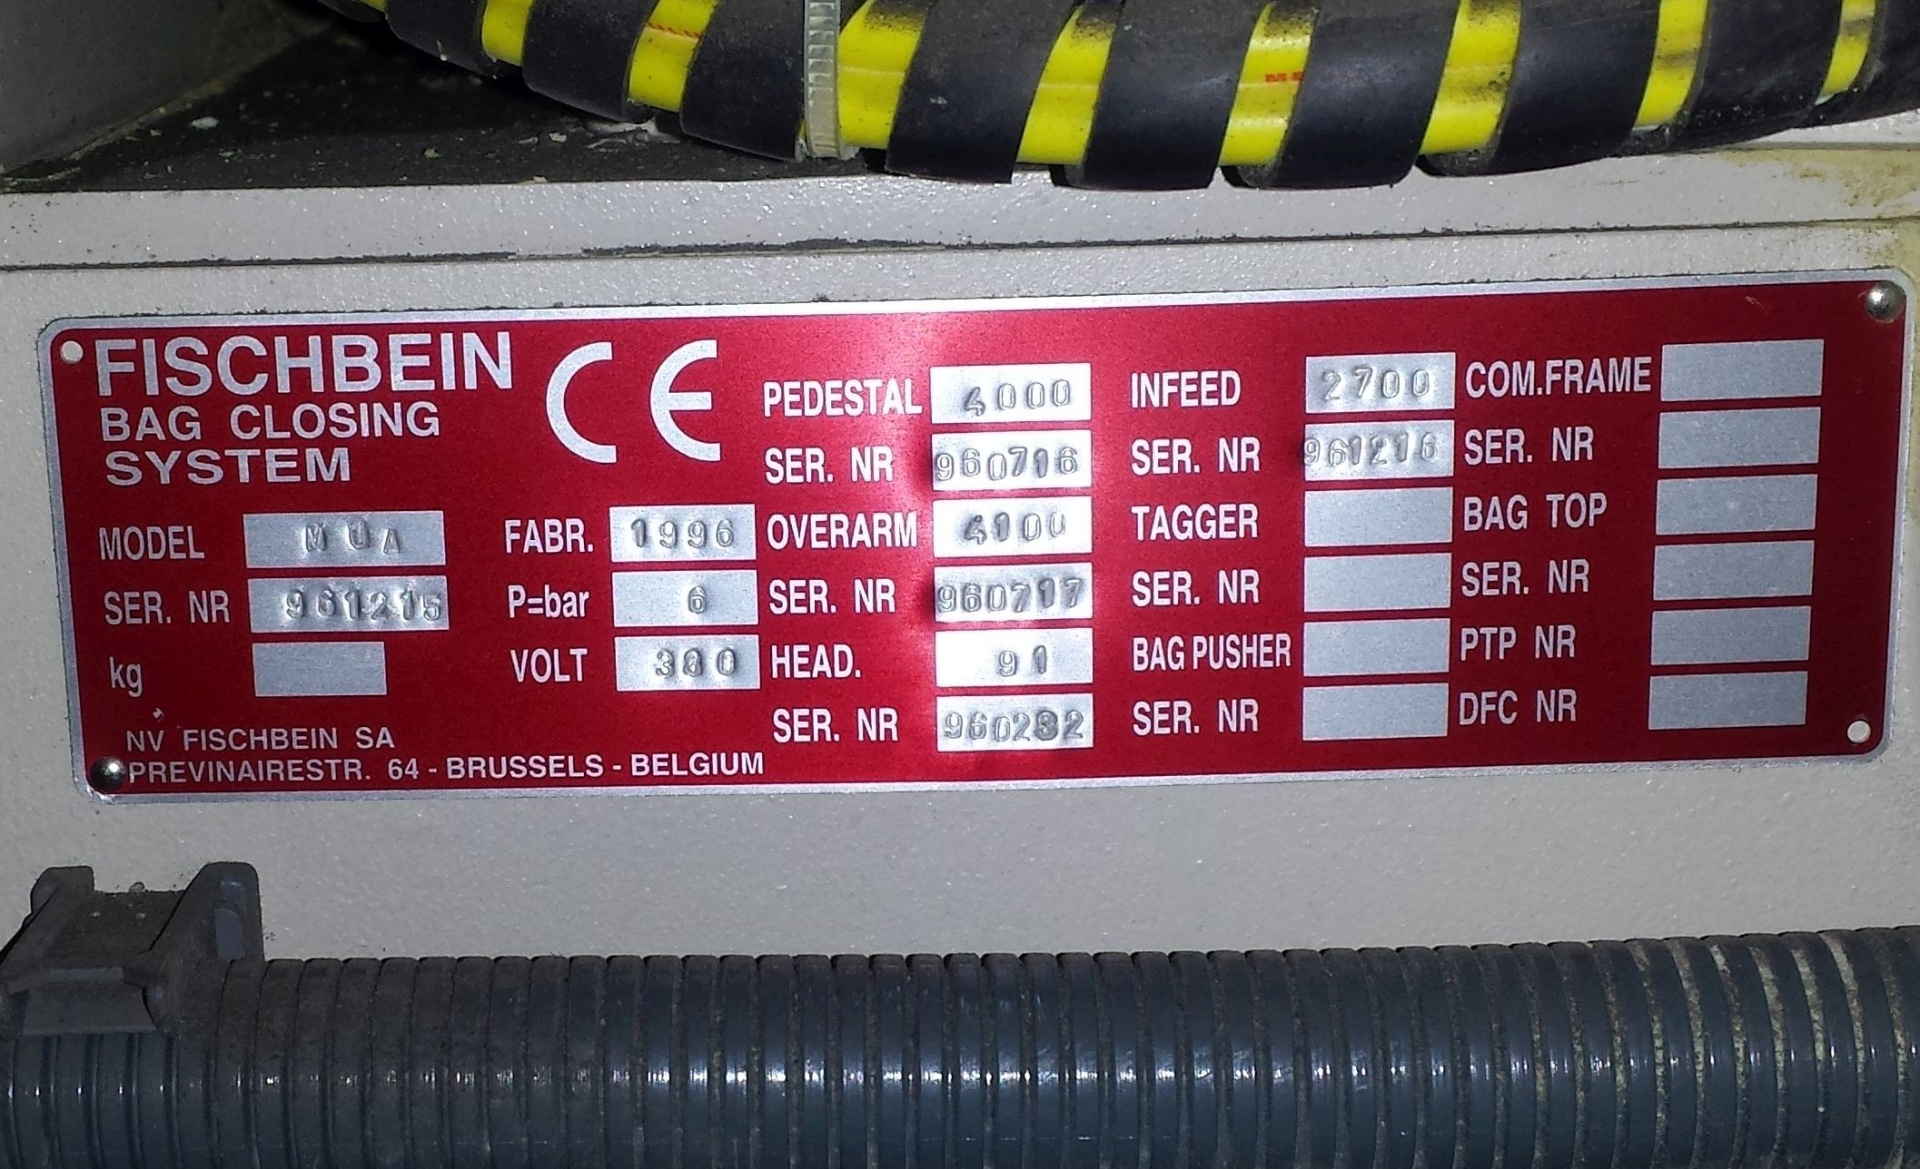 FISCHBEIN
BAG CLOSING
SYSTEM
CE
MODEL MUA
SER. NR 961215
kg
NV FISCHBEIN SA
PREVINAIRESTR. 64 - BRUSSELS - BELGIUM
FABR. 1996
P=bar 6
VOLT 380
PEDESTAL 4000
SER. NR 960716
OVERARM 4100
SER. NR 960717
HEAD. 91
SER. NR
INFEED 2700
SER. NR 961216
TAGGER
SER. NR
BAG PUSHER
SER. NR
COM.FRAME
SER. NR
BAG TOP
SER. NR
PTP NR
DFC NR